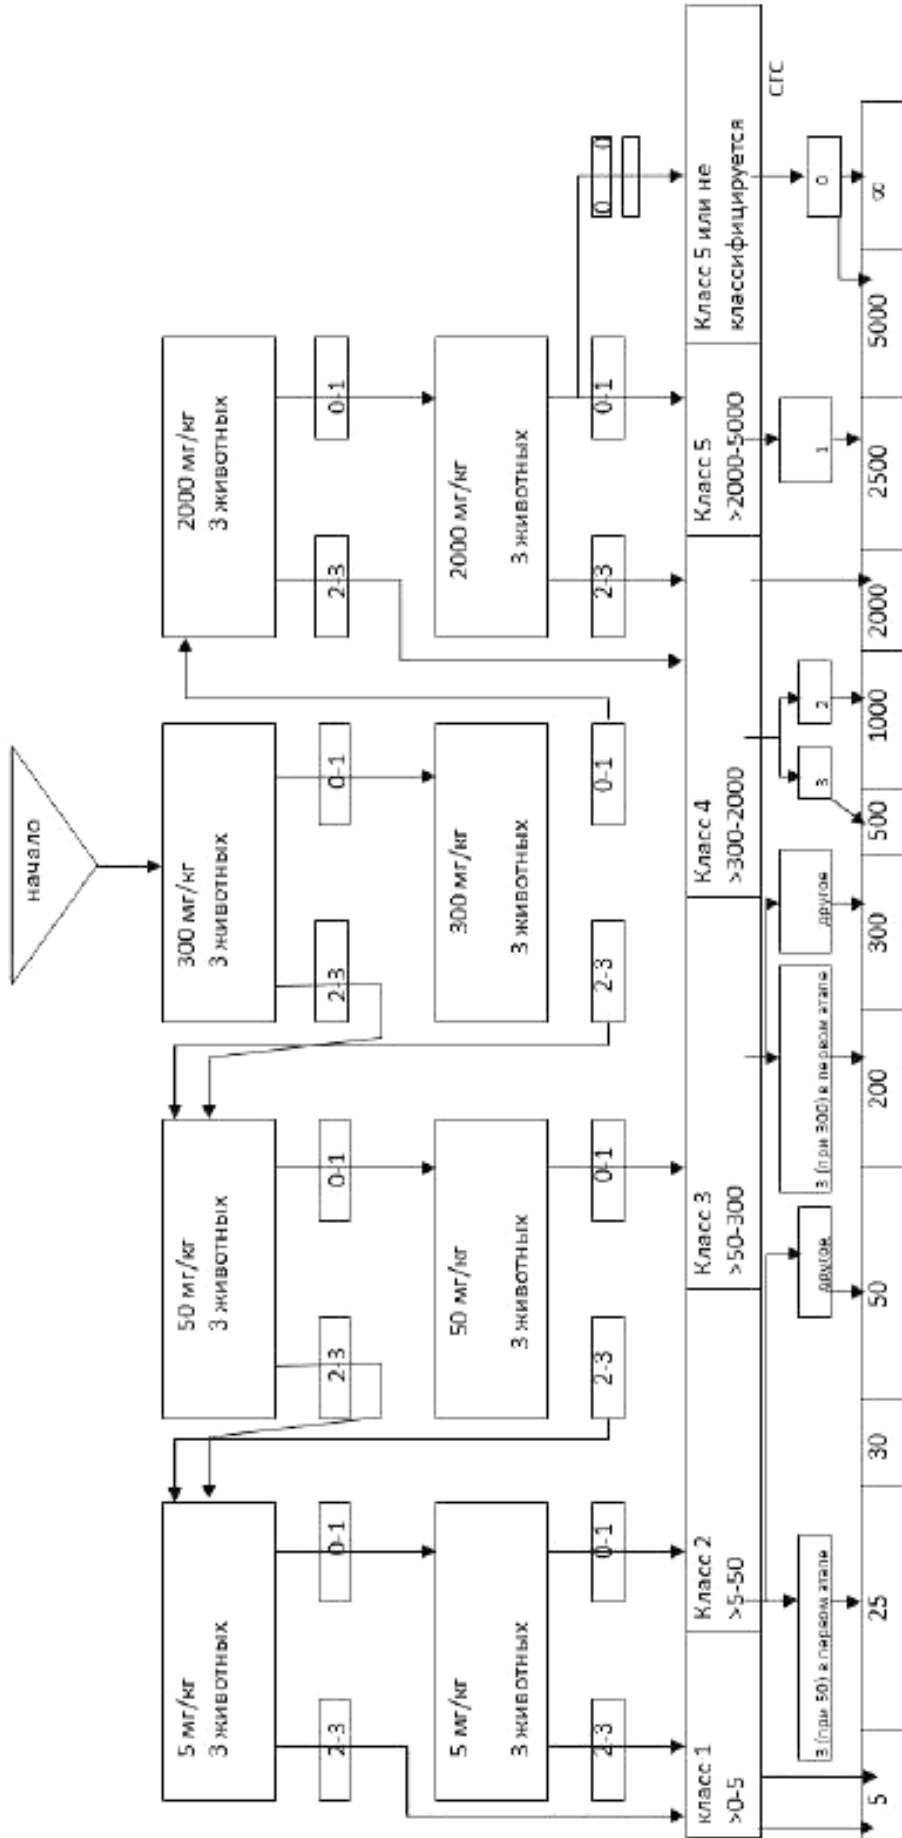 начало
5 мг/кг
3 животных
50 мг/кг
3 животных
300 мг/кг
3 животных
2000 мг/кг
3 животных
2-3
0-1
2-3
0-1
2-3
0-1
2-3
0-1
5 мг/кг
3 животных
50 мг/кг
3 животных
300 мг/кг
3 животных
2000 мг/кг
3 животных
2-3
0-1
2-3
0-1
2-3
0-1
2-3
0-1
0
0
класс 1
>0-5
Класс 2
>5-50
Класс 3
>50-300
Класс 4
>300-2000
Класс 5
>2000-5000
Класс 5 или не
классифицируется
СГС
3 (при 50) в первом этапе
другое
3 (при 300) в первом этапе
другое
3
2
1
0
5
25
30
50
200
300
500
1000
2000
2500
5000
∞